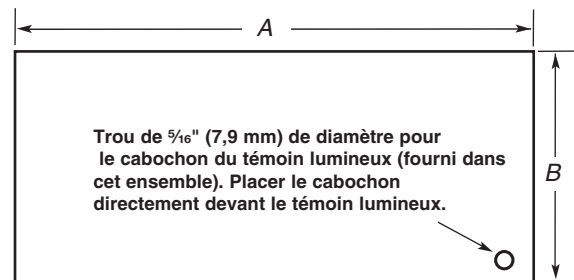 A
Trou de 5⁄16" (7,9 mm) de diamètre pour
le cabochon du témoin lumineux (fourni dans
cet ensemble). Placer le cabochon
directement devant le témoin lumineux.
B